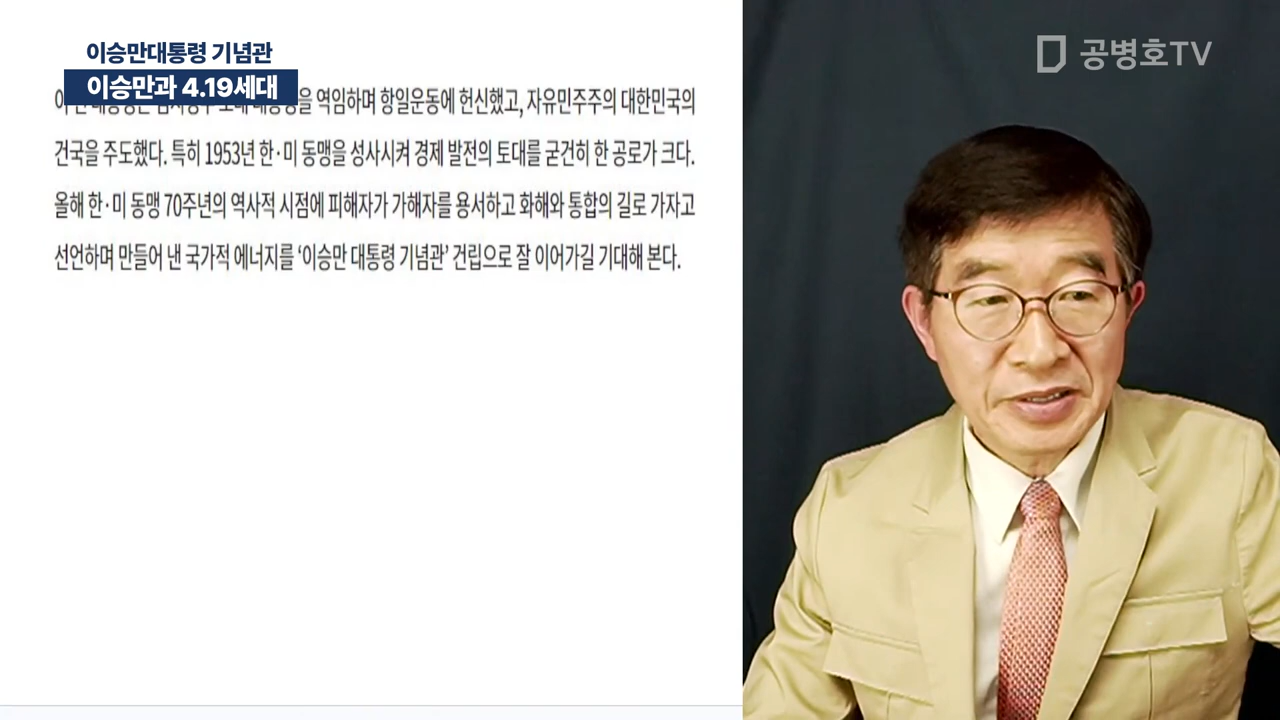 이승만대통령 기념관
이승만과 4.19세대
공병호TV
역임하며 항일운동에 헌신했고, 자유민주주의 대한민국의
건국을 주도했다. 특히 1953년 한·미 동맹을 성사시켜 경제 발전의 토대를 굳건히 한 공로가 크다.
올해 한·미 동맹 70주년의 역사적 시점에 피해자가 가해자를 용서하고 화해와 통합의 길로 가자고
선언하며 만들어 낸 국가적 에너지를 ‘이승만 대통령 기념관’ 건립으로 잘 이어가길 기대해 본다.